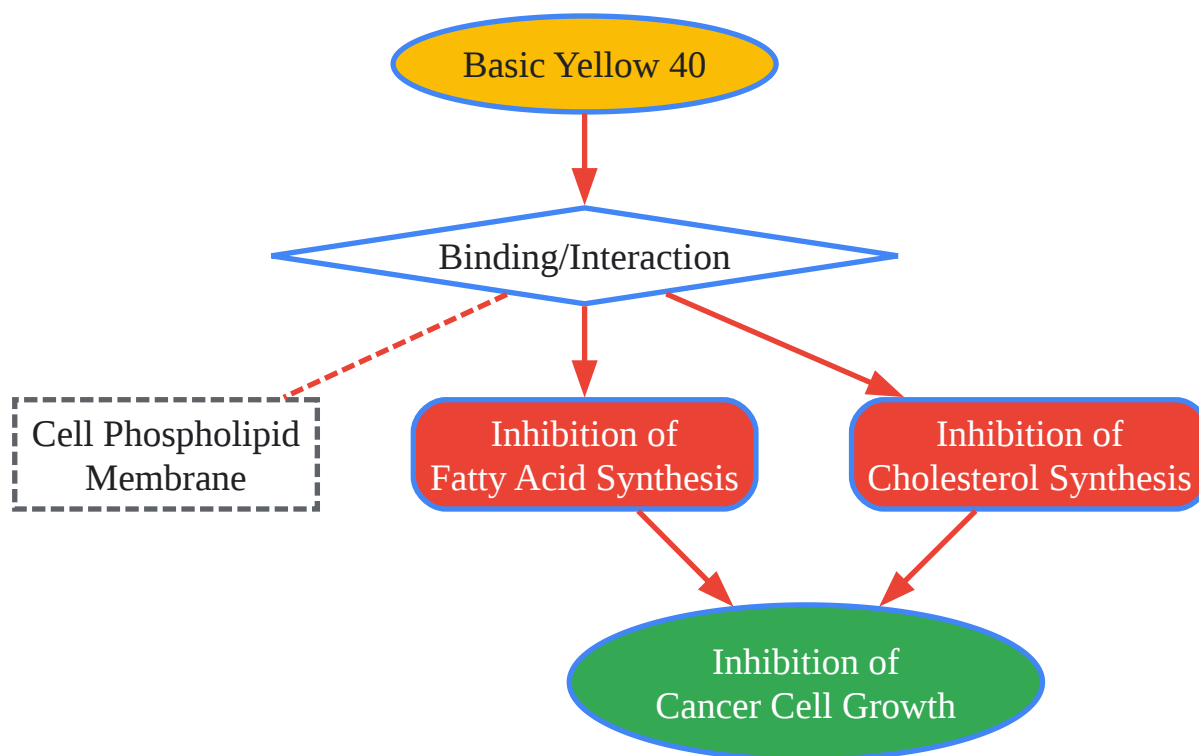 Basic Yellow 40
Binding/Interaction
Cell Phospholipid
Membrane
Inhibition of
Fatty Acid Synthesis
Inhibition of
Cholesterol Synthesis
Inhibition of
Cancer Cell Growth